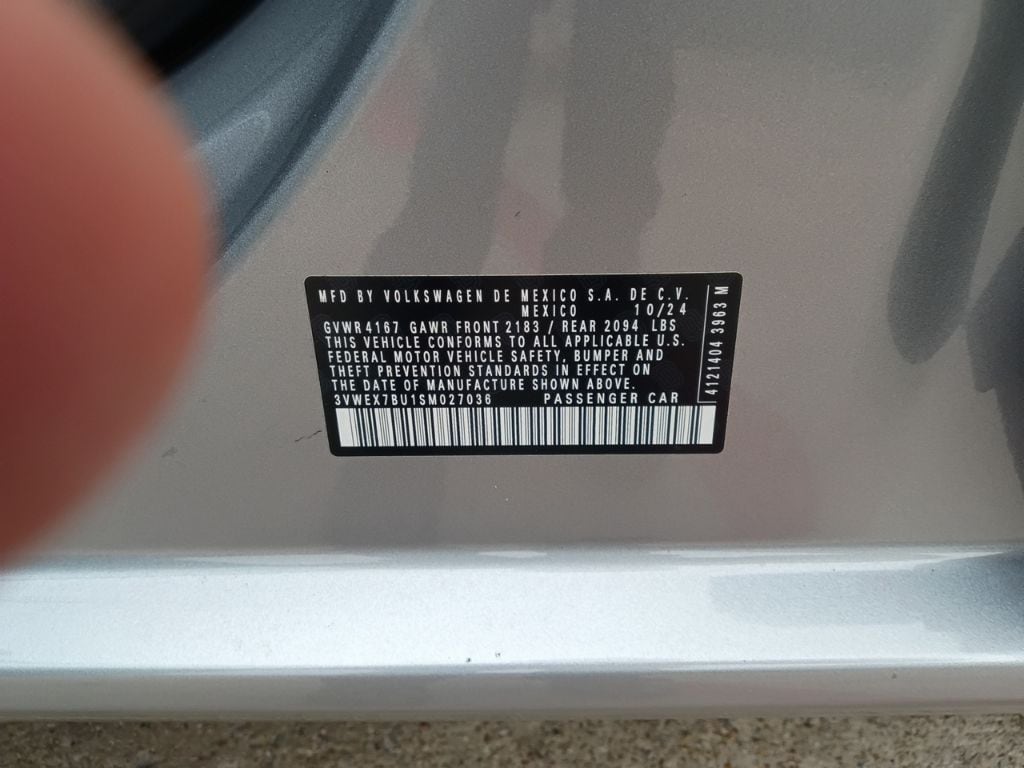 MFD BY VOLKSWAGEN DE MEXICO S.A. DE C.V.
MEXICO 10/24
GVWR 4167 GAWR FRONT 2183 / REAR 2094 LBS
THIS VEHICLE CONFORMS TO ALL APPLICABLE U.S.
FEDERAL MOTOR VEHICLE SAFETY, BUMPER AND
THEFT PREVENTION STANDARDS IN EFFECT ON
THE DATE OF MANUFACTURE SHOWN ABOVE.
3VWEX7BU1SM027036 PASSENGER CAR
4121404 3963 M